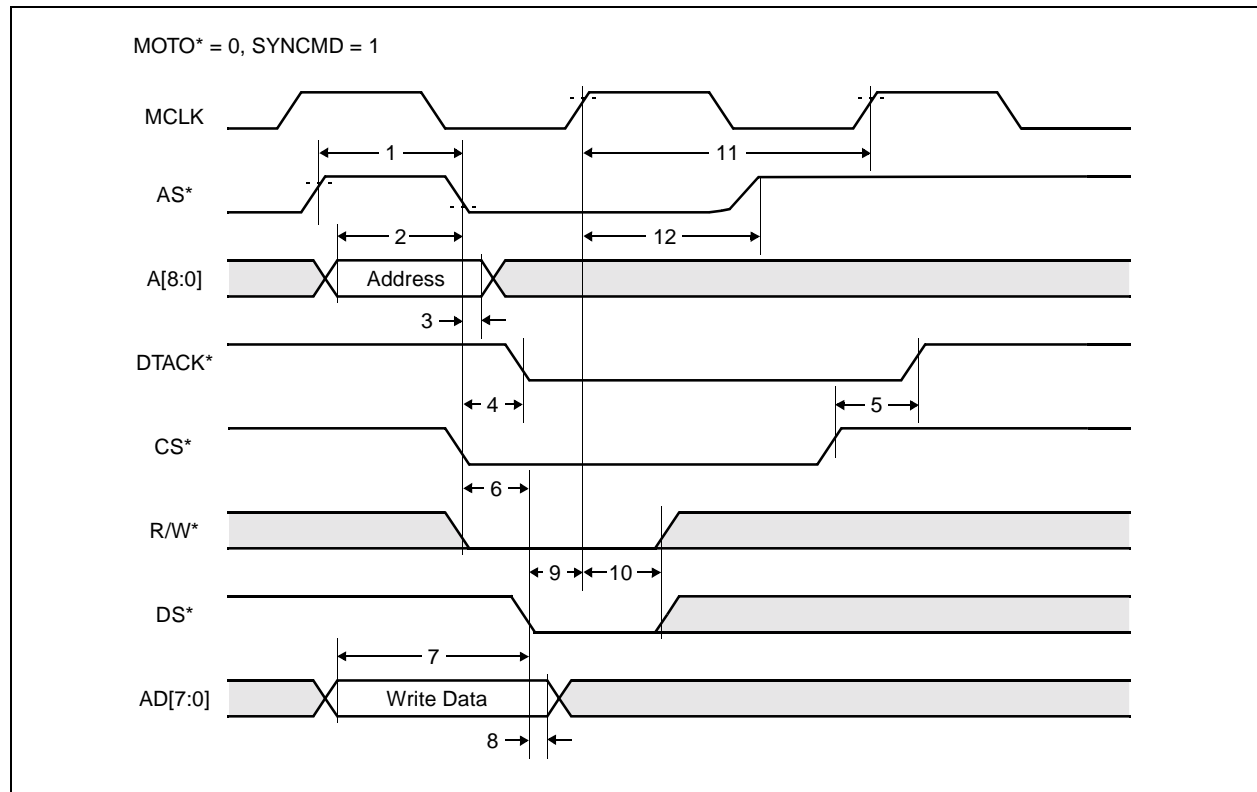 MOTO* = 0, SYNCMD = 1
MCLK
1
11
AS*
2
12
A[8:0]
Address
3
DTACK*
4
5
CS*
6
R/W*
9
10
DS*
7
AD[7:0]
Write Data
8